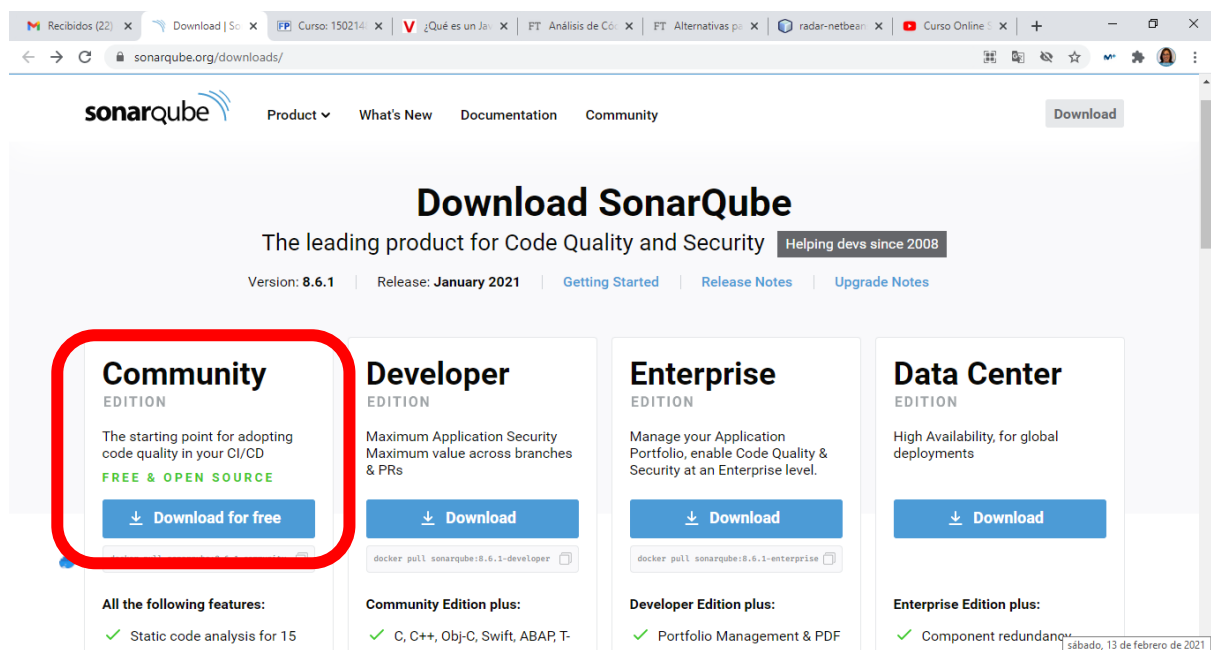 Recibidos (22)
Download | So
FP Curso: 150214
¿Qué es un Jav
FT Análisis de Cód
FT Alternativas pa
radar-netbean
Curso Online S
sonarqube.org/downloads/
sonarqube
Product
What's New
Documentation
Community
Download
Download SonarQube
The leading product for Code Quality and Security
Helping devs since 2008
Version: 8.6.1
Release: January 2021
Getting Started
Release Notes
Upgrade Notes
Community
EDITION
The starting point for adopting
code quality in your CI/CD
FREE & OPEN SOURCE
Download for free
All the following features:
Static code analysis for 15
Developer
EDITION
Maximum Application Security
Maximum value across branches
& PRs
Download
docker pull sonarqube:8.6.1-developer
Community Edition plus:
C, C++, Obj-C, Swift, ABAP, T-
Enterprise
EDITION
Manage your Application
Portfolio, enable Code Quality &
Security at an Enterprise level.
Download
docker pull sonarqube:8.6.1-enterprise
Developer Edition plus:
Portfolio Management & PDF
Data Center
EDITION
High Availability, for global
deployments
Download
Enterprise Edition plus:
Component redundancy
sábado, 13 de febrero de 2021